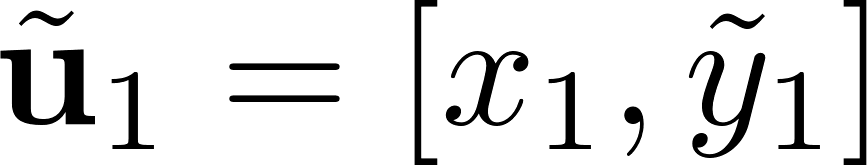 ũ₁ = [x₁, ỹ₁]